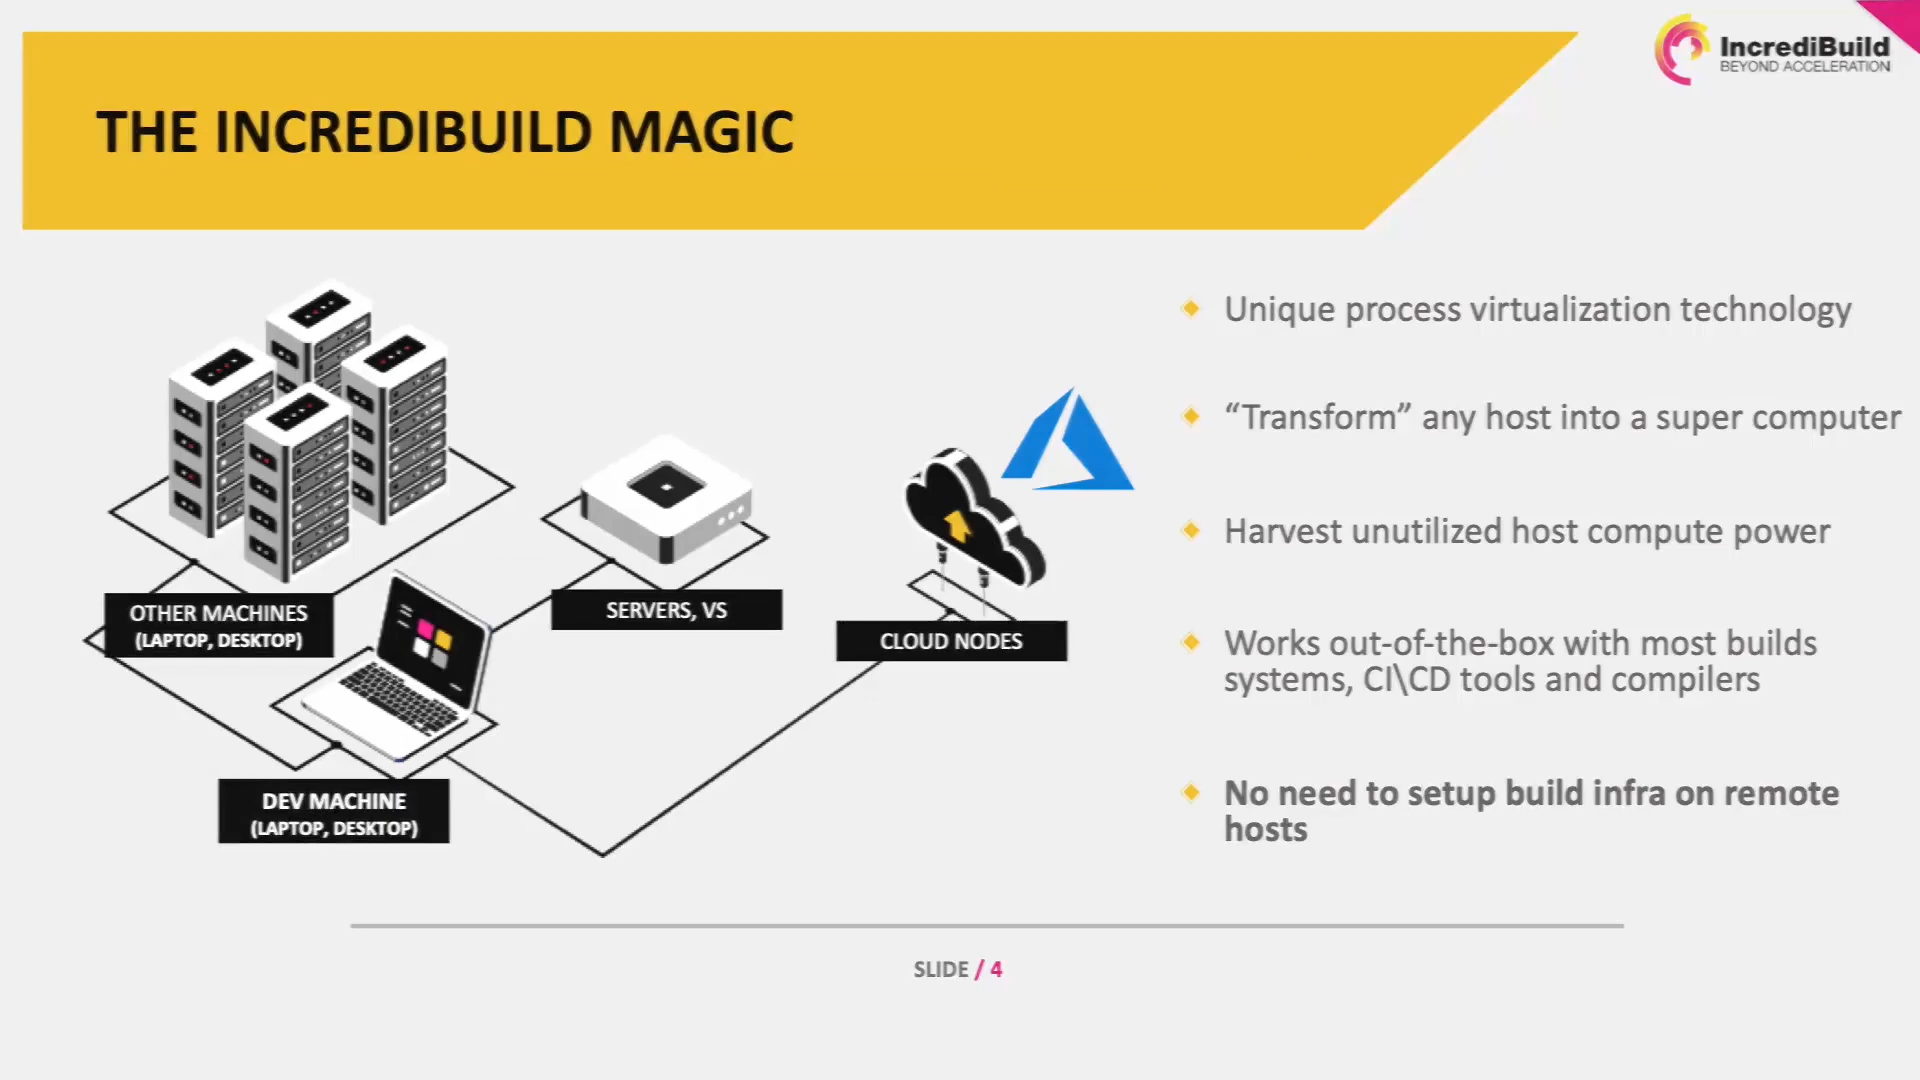 IncrediBuild
BEYOND ACCELERATION
THE INCREDIBUILD MAGIC
OTHER MACHINES
(LAPTOP, DESKTOP)
SERVERS, VS
CLOUD NODES
DEV MACHINE
(LAPTOP, DESKTOP)
Unique process virtualization technology
“Transform” any host into a super computer
Harvest unutilized host compute power
Works out-of-the-box with most builds
systems, CI\CD tools and compilers
No need to setup build infra on remote
hosts
SLIDE / 4